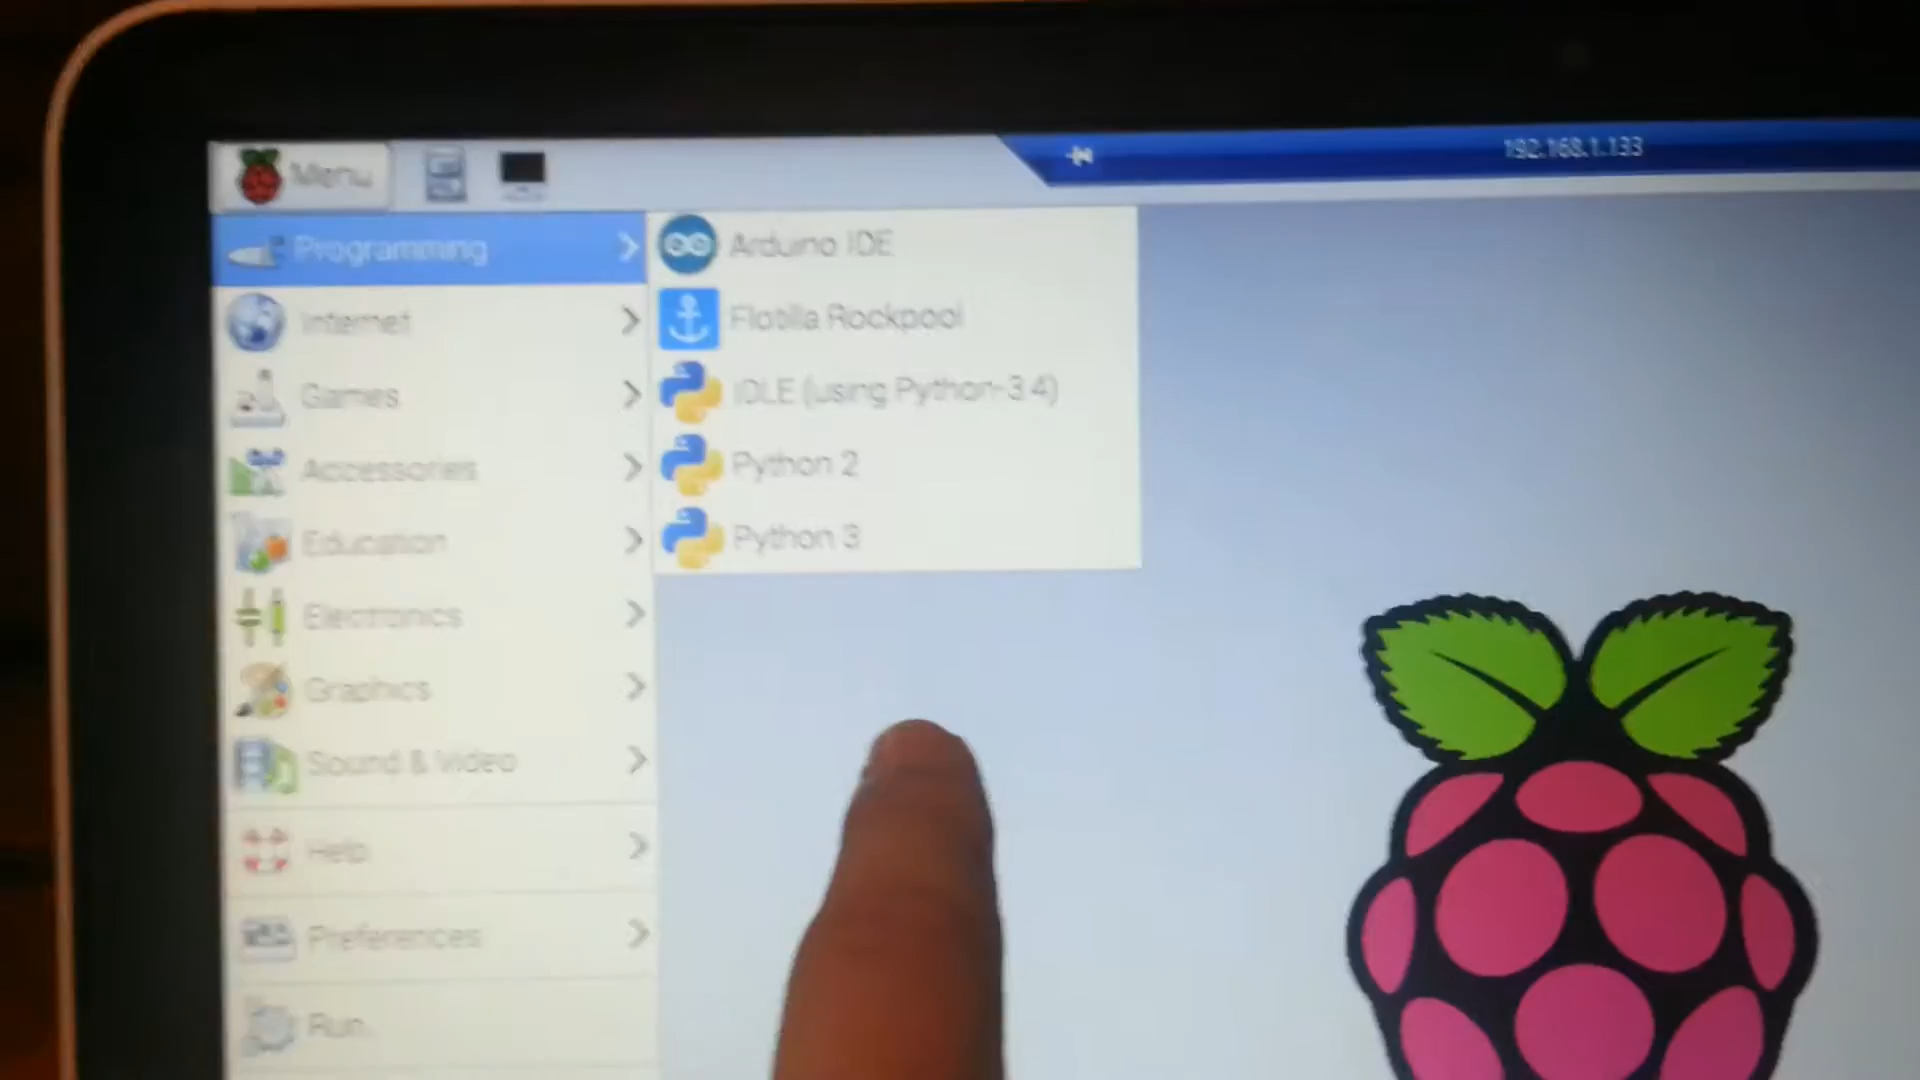 Menu
192.168.1.133
Programming
Internet
Games
Accessories
Education
Electronics
Graphics
Sound & Video
Help
Preferences
Run
Arduino IDE
Flotilla Rockpool
IDLE (using Python-3.4)
Python 2
Python 3